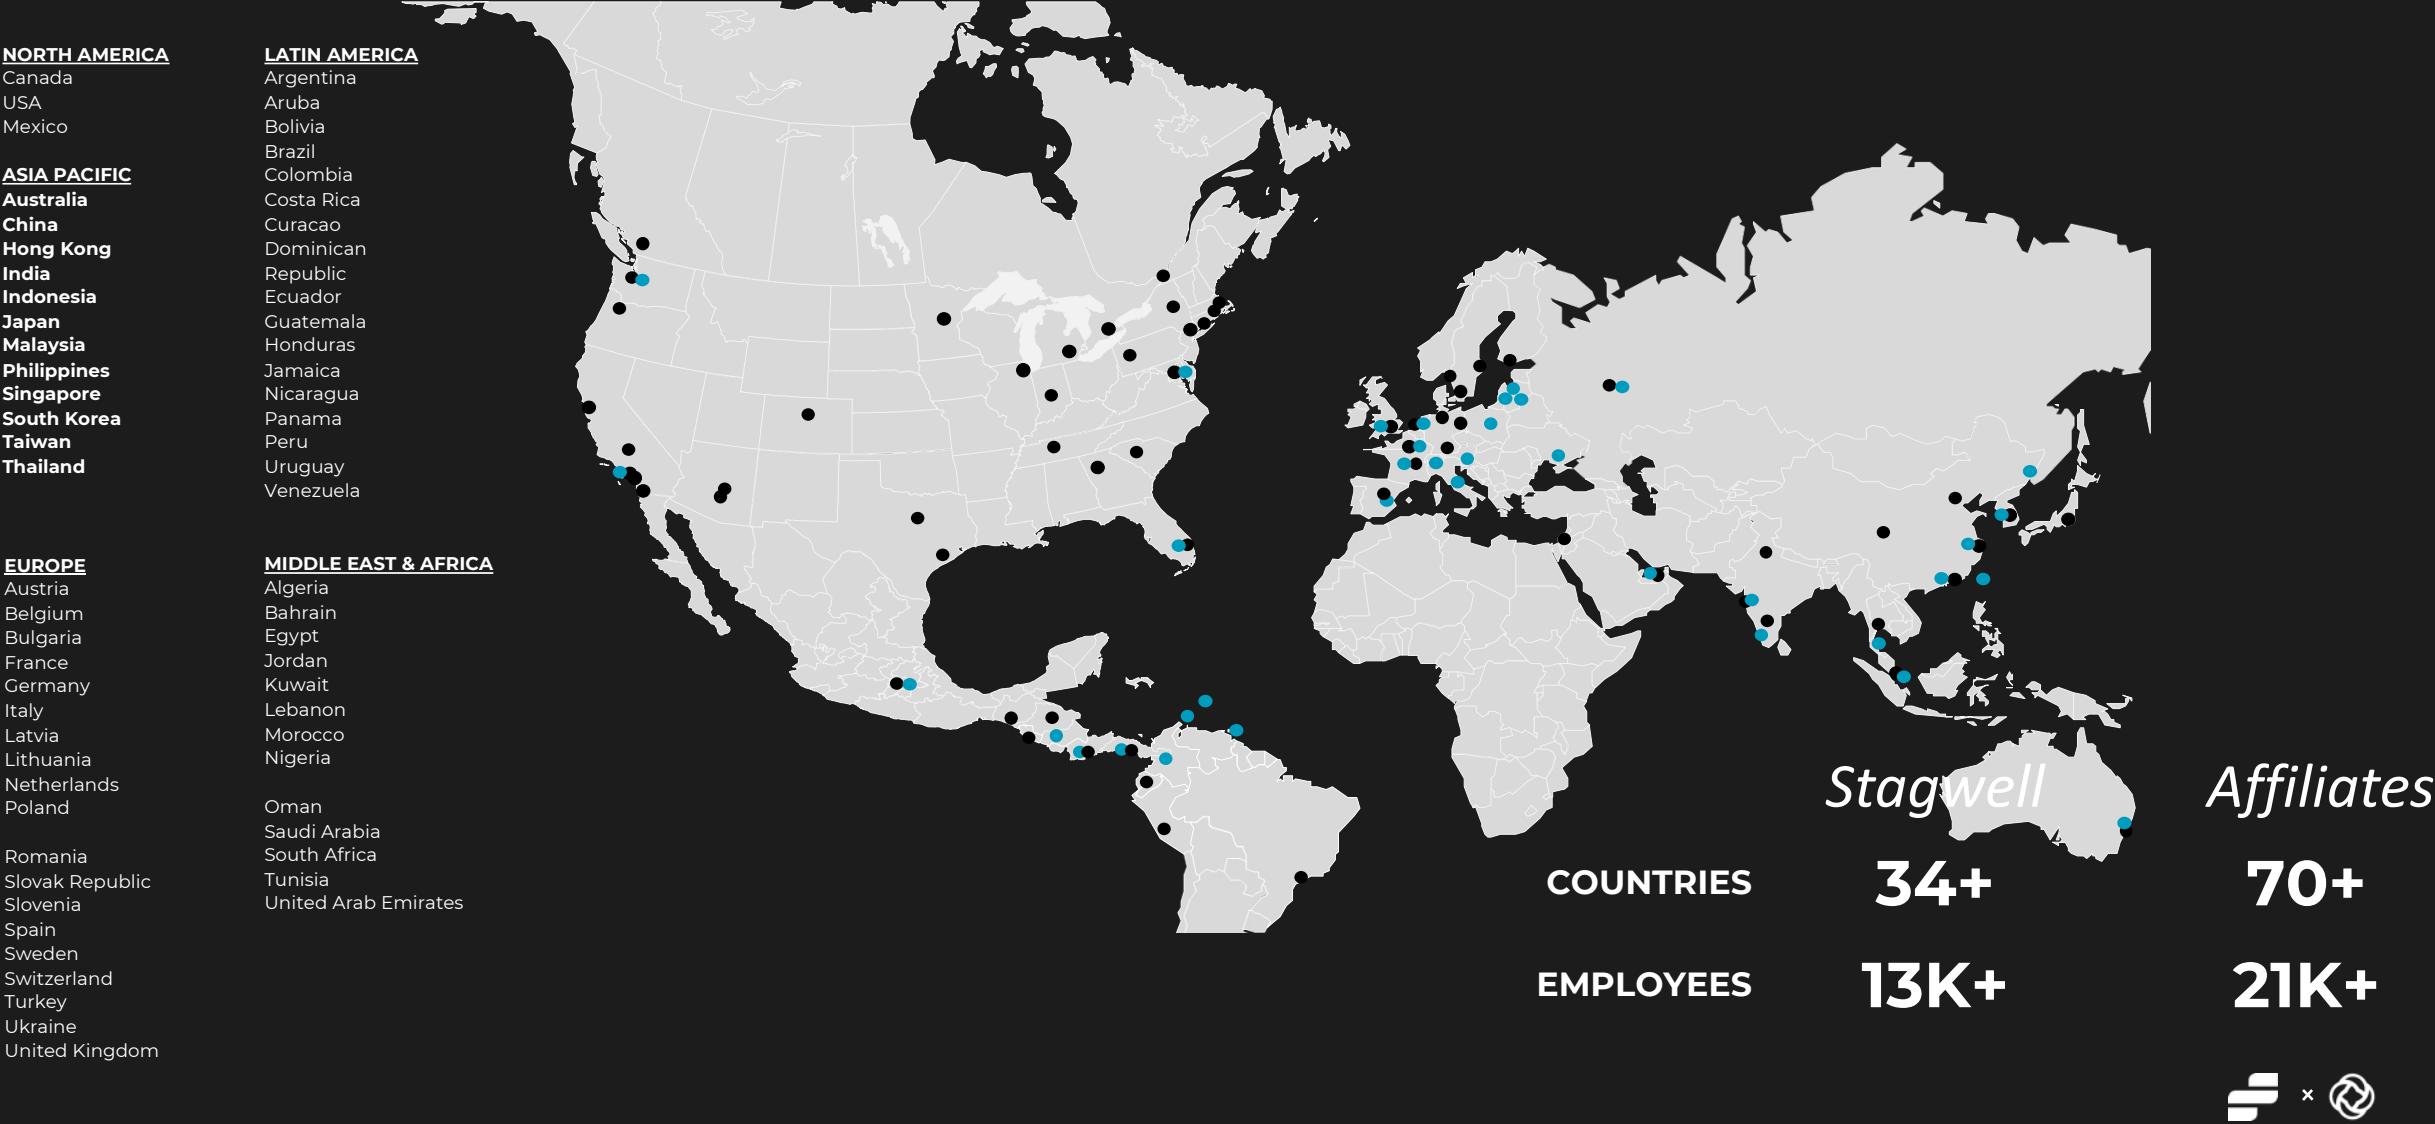 NORTH AMERICA
Canada
USA
Mexico
ASIA PACIFIC
Australia
China
Hong Kong
India
Indonesia
Japan
Malaysia
Philippines
Singapore
South Korea
Taiwan
Thailand
EUROPE
Austria
Belgium
Bulgaria
France
Germany
Italy
Latvia
Lithuania
Netherlands
Poland
Romania
Slovak Republic
Slovenia
Spain
Sweden
Switzerland
Turkey
Ukraine
United Kingdom
LATIN AMERICA
Argentina
Aruba
Bolivia
Brazil
Colombia
Costa Rica
Curacao
Dominican
Republic
Ecuador
Guatemala
Honduras
Jamaica
Nicaragua
Panama
Peru
Uruguay
Venezuela
MIDDLE EAST & AFRICA
Algeria
Bahrain
Egypt
Jordan
Kuwait
Lebanon
Morocco
Nigeria
Oman
Saudi Arabia
South Africa
Tunisia
United Arab Emirates
Stagwell Affiliates
COUNTRIES 34+ 70+
EMPLOYEES 13K+ 21K+
×